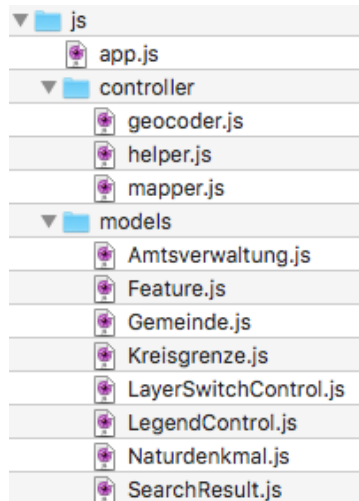 js
app.js
controller
geocoder.js
helper.js
mapper.js
models
Amtsverwaltung.js
Feature.js
Gemeinde.js
Kreisgrenze.js
LayerSwitchControl.js
LegendControl.js
Naturdenkmal.js
SearchResult.js